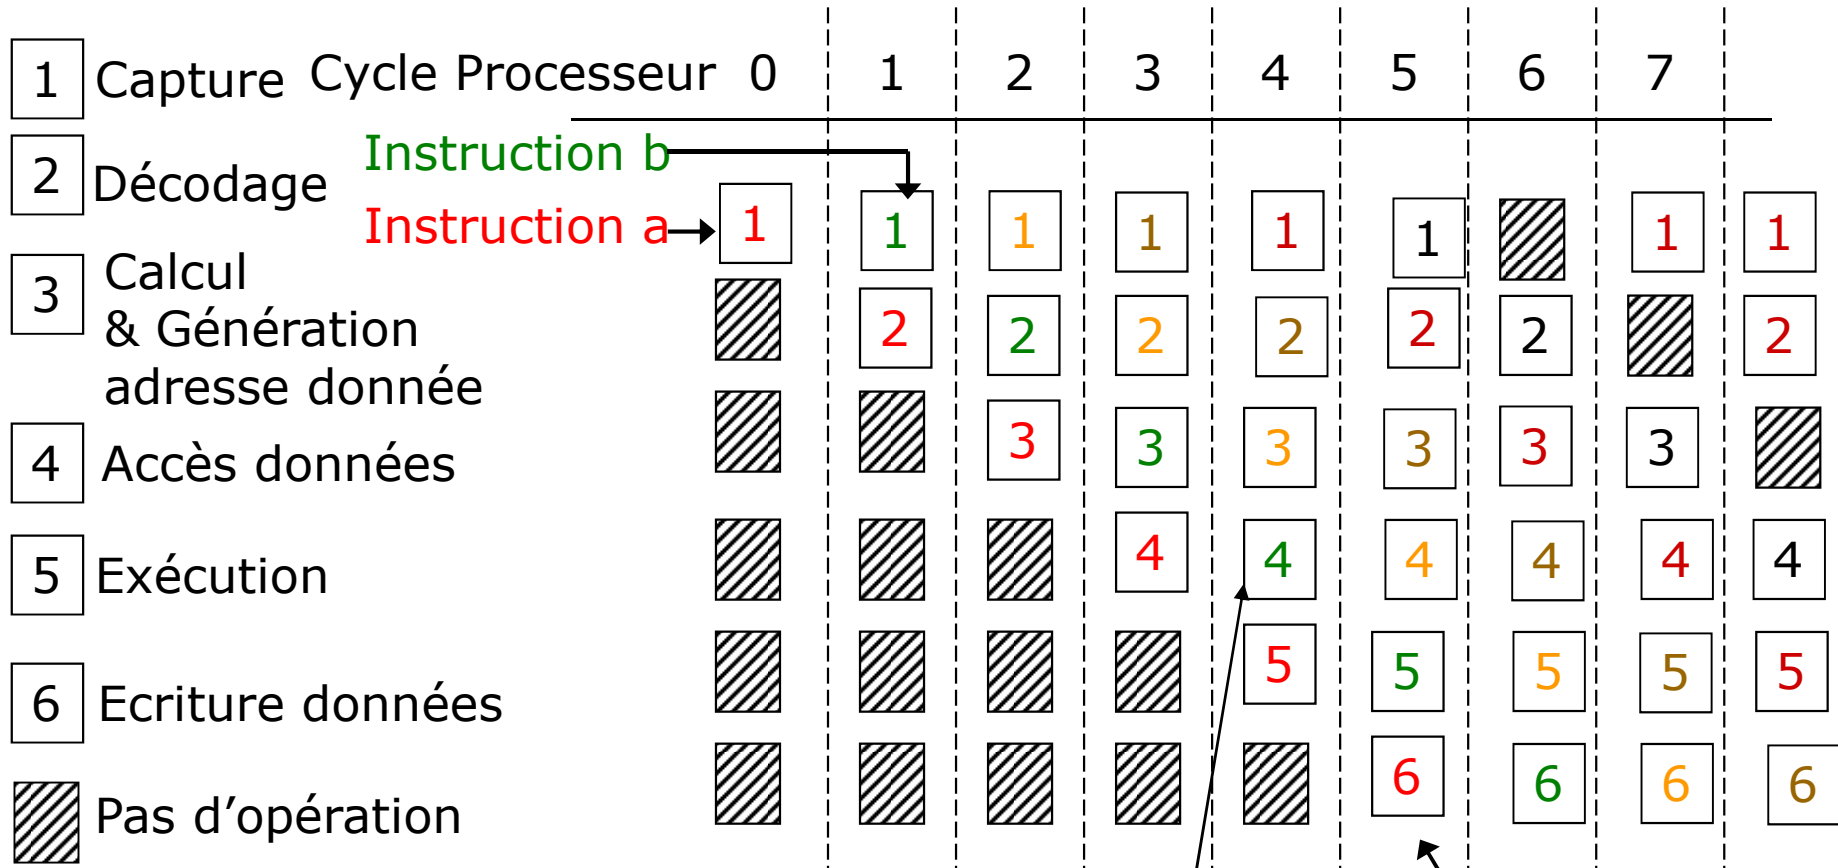 1 Capture Cycle Processeur 0 1 2 3 4 5 6 7
2 Décodage
Instruction b
Instruction a
1 1 1 1 1 1 1 1
3 Calcul
& Génération
adresse donnée
2 2 2 2 2 2 2
4 Accès données
3 3 3 3 3 3
5 Exécution
4 4 4 4 4 4
6 Ecriture données
5 5 5 5 5
Pas d’opération
6 6 6 6